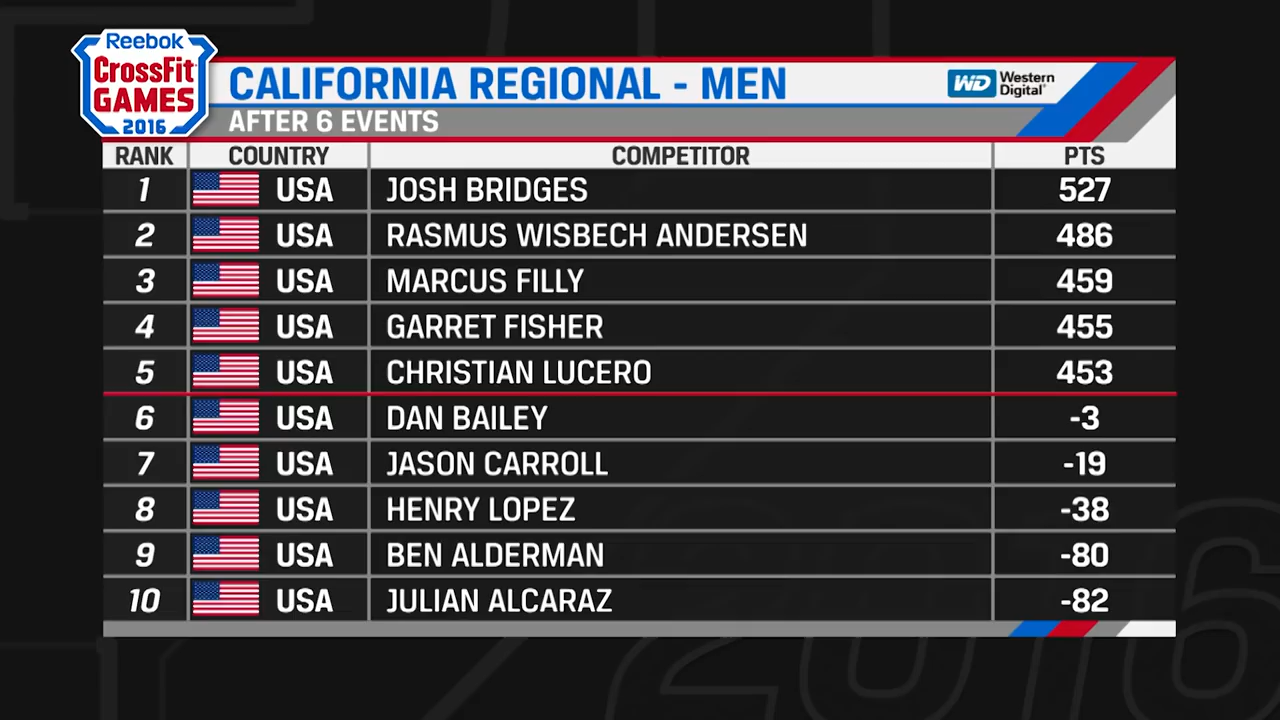 Reebok
CrossFit
GAMES
2016
CALIFORNIA REGIONAL - MEN
WD Western Digital
AFTER 6 EVENTS
RANK COUNTRY COMPETITOR PTS
1 USA JOSH BRIDGES 527
2 USA RASMUS WISBECH ANDERSEN 486
3 USA MARCUS FILLY 459
4 USA GARRET FISHER 455
5 USA CHRISTIAN LUCERO 453
6 USA DAN BAILEY -3
7 USA JASON CARROLL -19
8 USA HENRY LOPEZ -38
9 USA BEN ALDERMAN -80
10 USA JULIAN ALCARAZ -82
2016